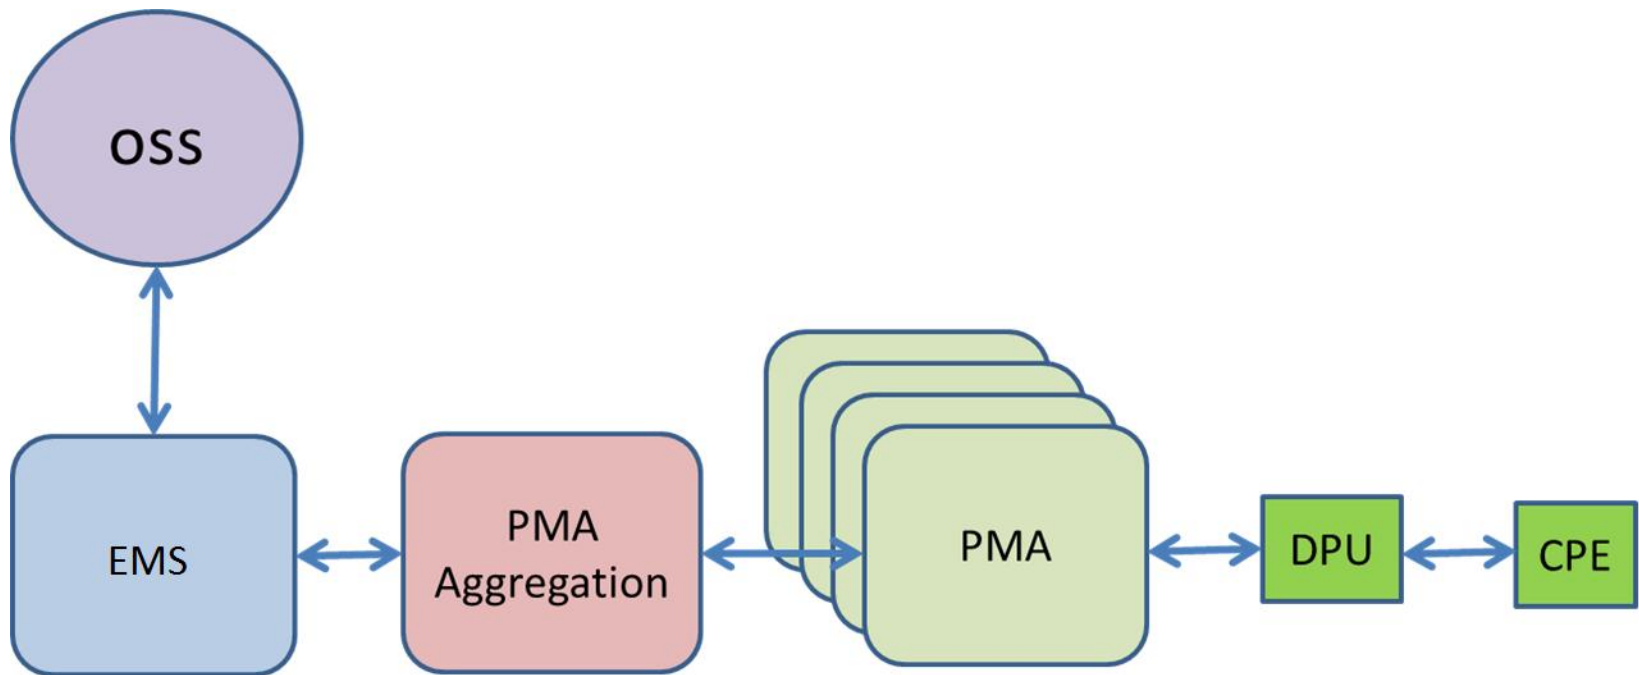 OSS
EMS
PMA
Aggregation
PMA
DPU
CPE